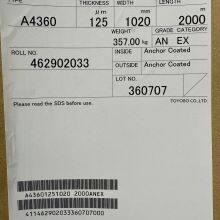 TYPE THICKNESS WIDTH LENGTH
μm mm m
A4360 125 1020 2000
WEIGHT GRADE CATEGORY
357.00 kg AN EX
ROLL NO. INSIDE Anchor Coated
462902033
OUTSIDE Anchor Coated
LOT NO
360707
Please read the SDS before use. TOYOBO CO., LTD.
A43601251020 2000ANEX
41146290203336070700